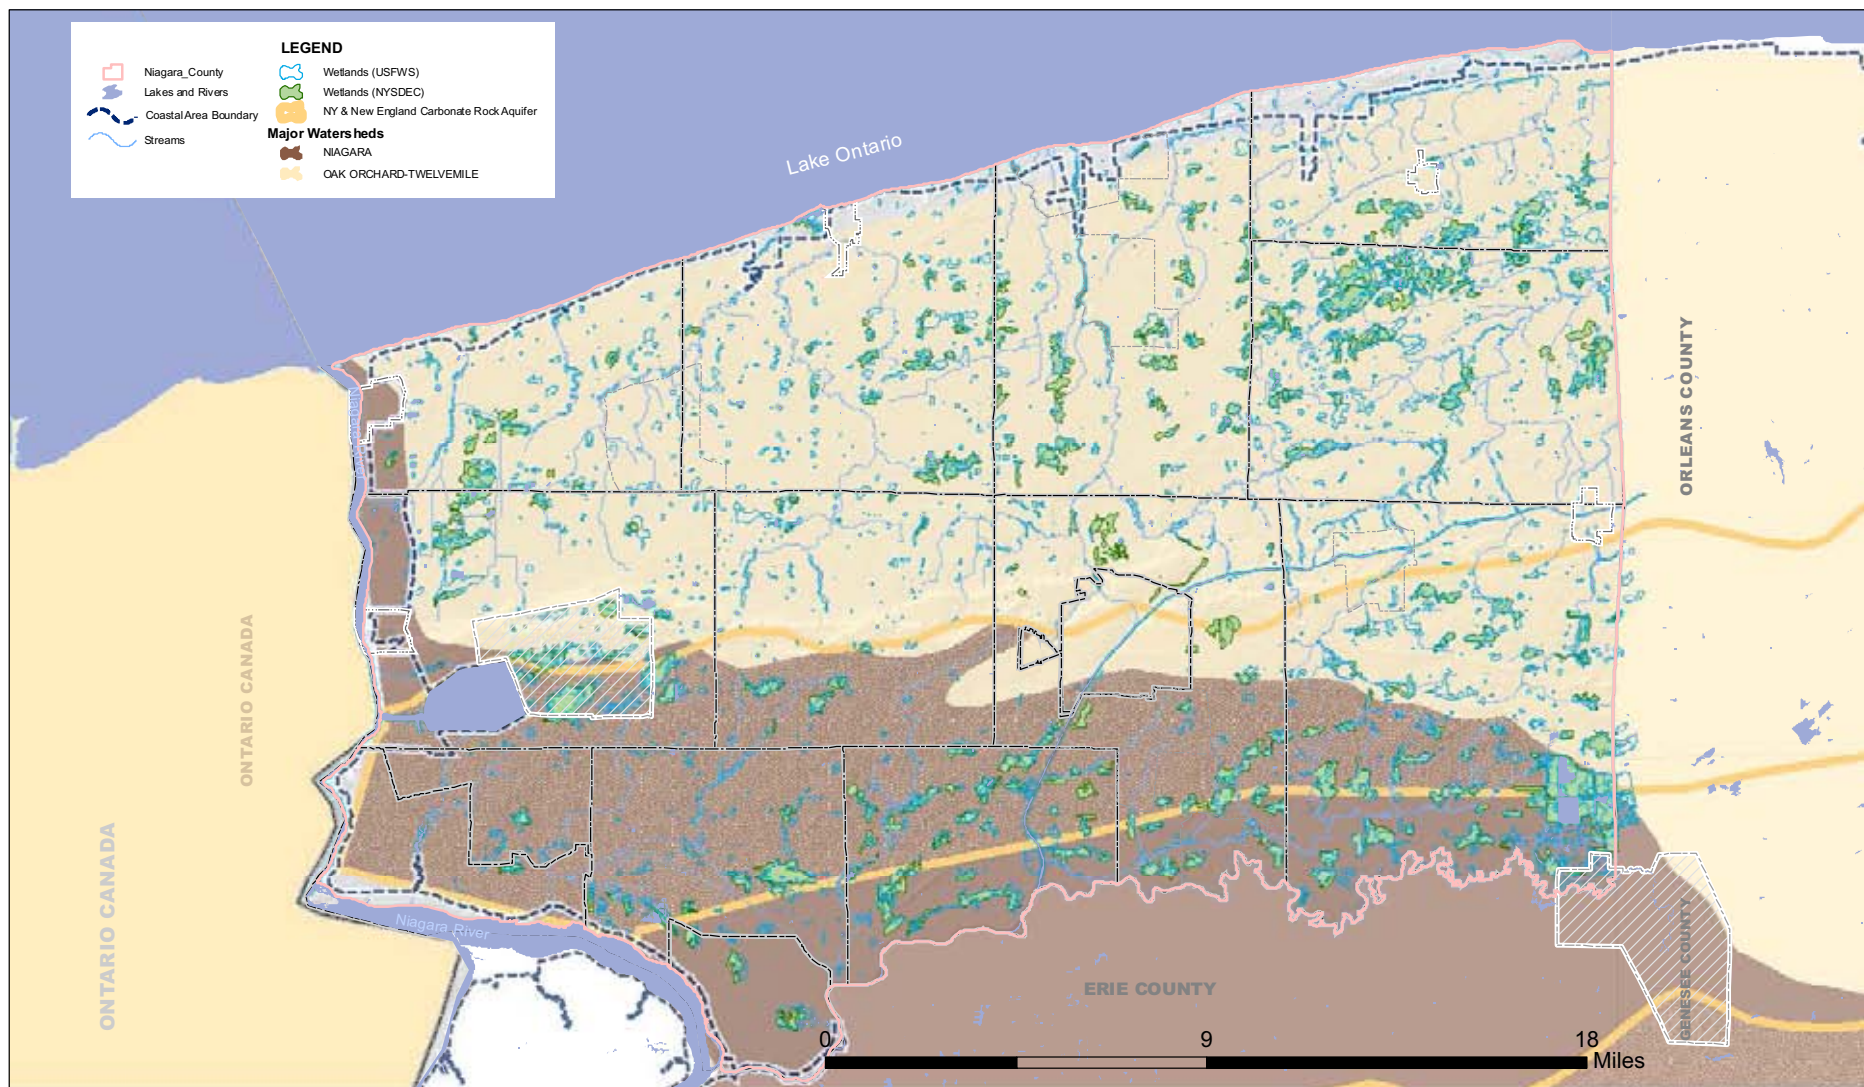 LEGEND
Niagara_County
Lakes and Rivers
Coastal Area Boundary
Streams
Wetlands (USFWS)
Wetlands (NYSDEC)
NY & New England Carbonate Rock Aquifer
Major Watersheds
NIAGARA
OAK ORCHARD-TWELVEMILE
Lake Ontario
ORLEANS COUNTY
ONTARIO CANADA
ONTARIO CANADA
Niagara River
ERIE COUNTY
GENESEE COUNTY
0 9 18
Miles